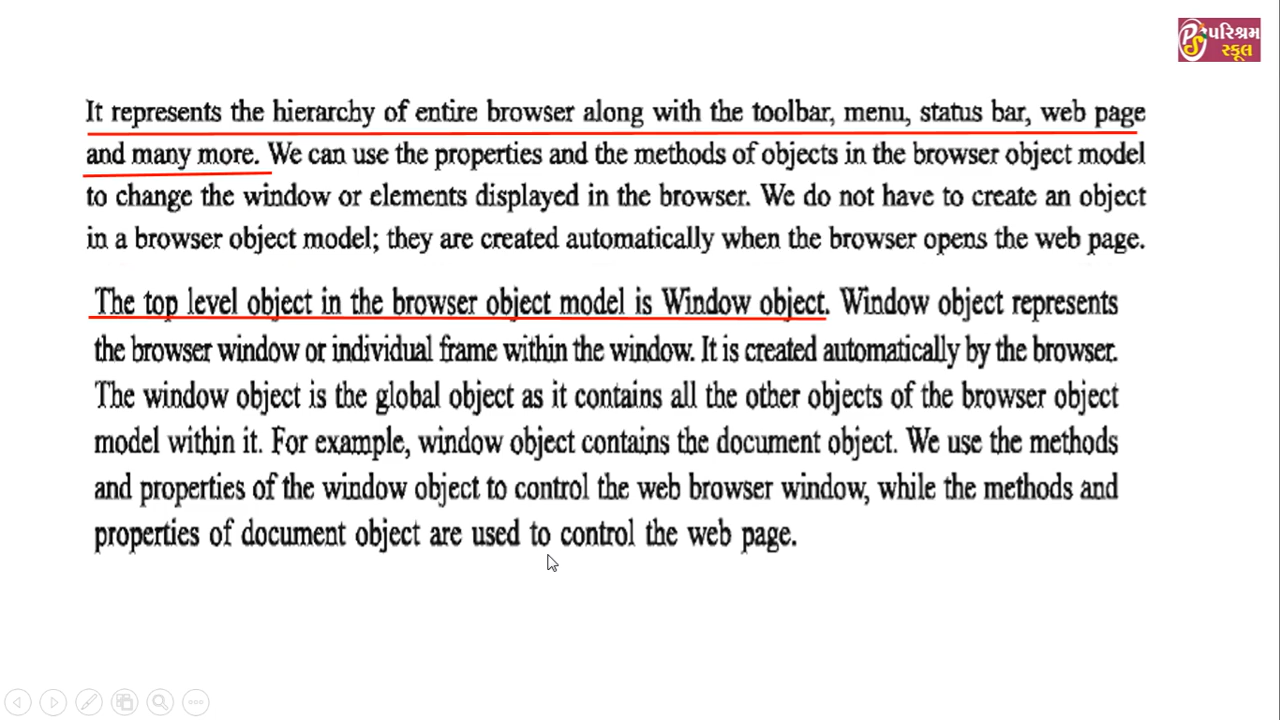 પરિશ્રમ
સ્કૂલ
It represents the hierarchy of entire browser along with the toolbar, menu, status bar, web page
and many more. We can use the properties and the methods of objects in the browser object model
to change the window or elements displayed in the browser. We do not have to create an object
in a browser object model; they are created automatically when the browser opens the web page.
The top level object in the browser object model is Window object. Window object represents
the browser window or individual frame within the window. It is created automatically by the browser.
The window object is the global object as it contains all the other objects of the browser object
model within it. For example, window object contains the document object. We use the methods
and properties of the window object to control the web browser window, while the methods and
properties of document object are used to control the web page.